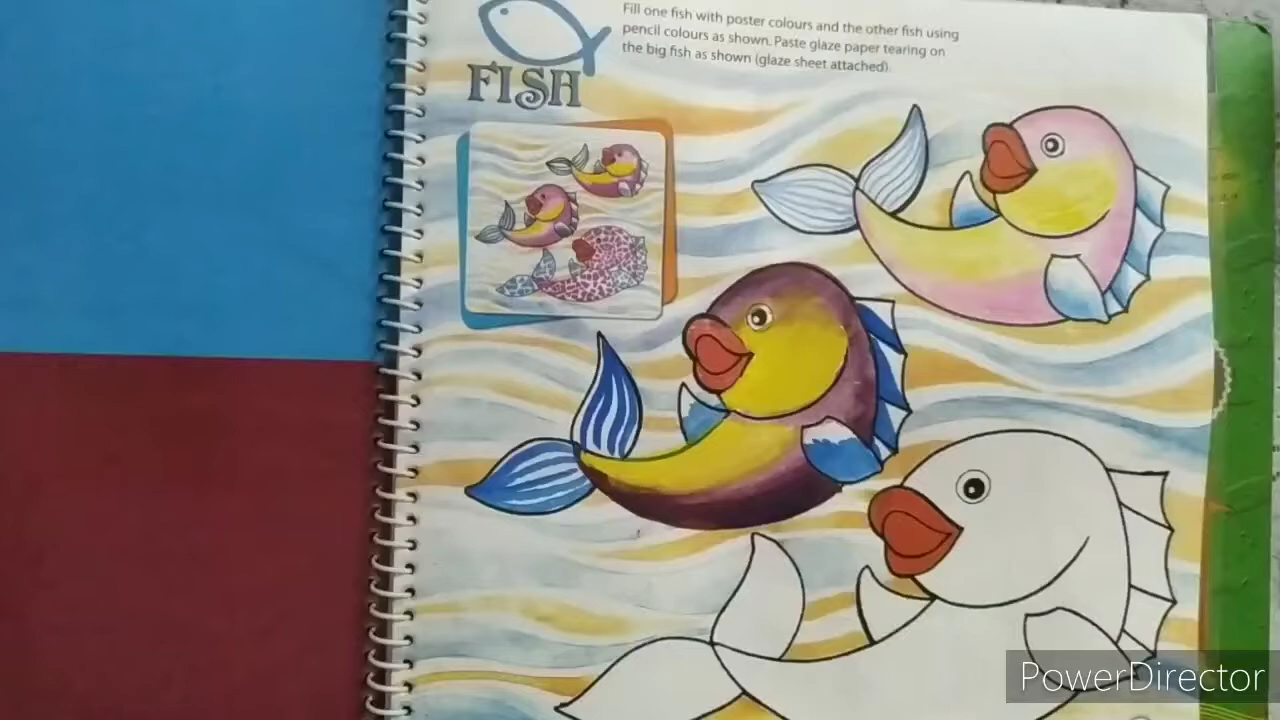 Fill one fish with poster colours and the other fish using
pencil colours as shown. Paste glaze paper tearing on
the big fish as shown (glaze sheet attached).
FISH
PowerDirector